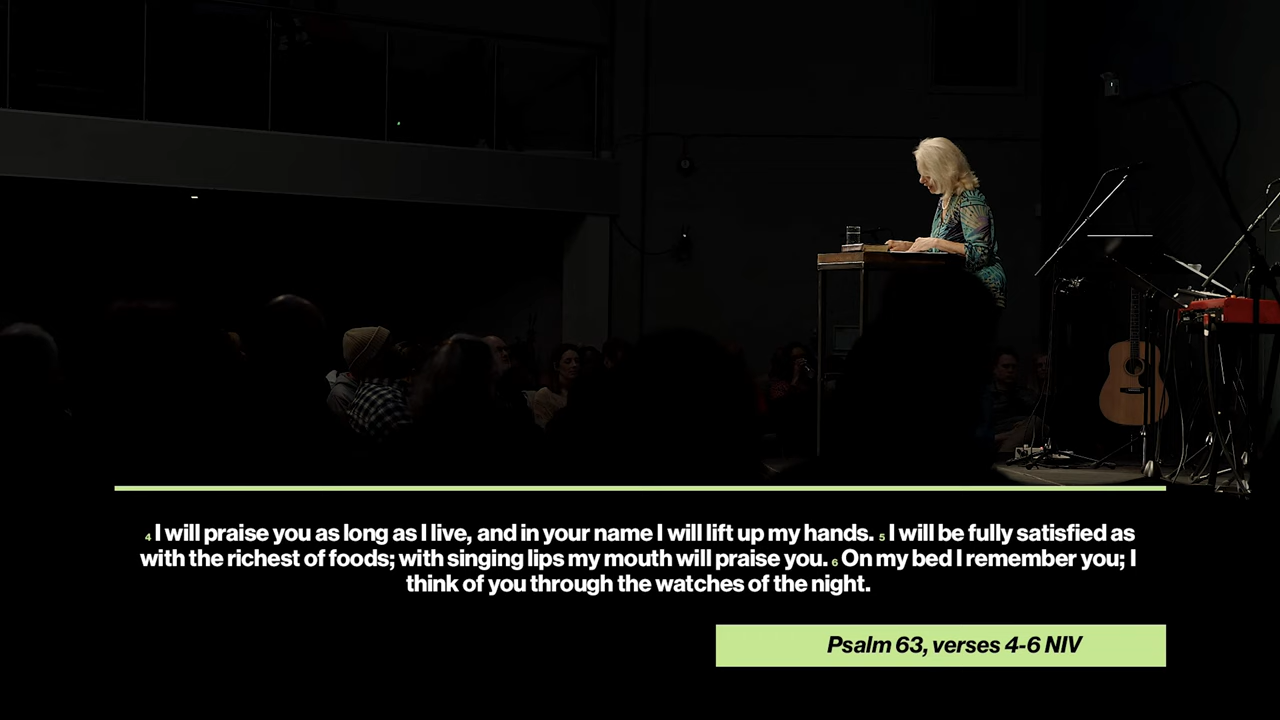 4 I will praise you as long as I live, and in your name I will lift up my hands. 5 I will be fully satisfied as
with the richest of foods; with singing lips my mouth will praise you. 6 On my bed I remember you; I
think of you through the watches of the night.
Psalm 63, verses 4-6 NIV